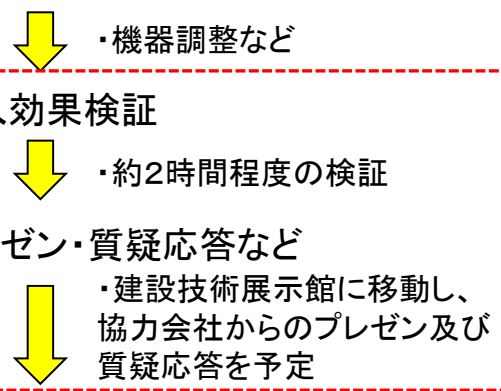 ・機器調整など
効果検証
・約2時間程度の検証
ゼン・質疑応答など
・建設技術展示館に移動し、
協力会社からのプレゼン及び
質疑応答を予定